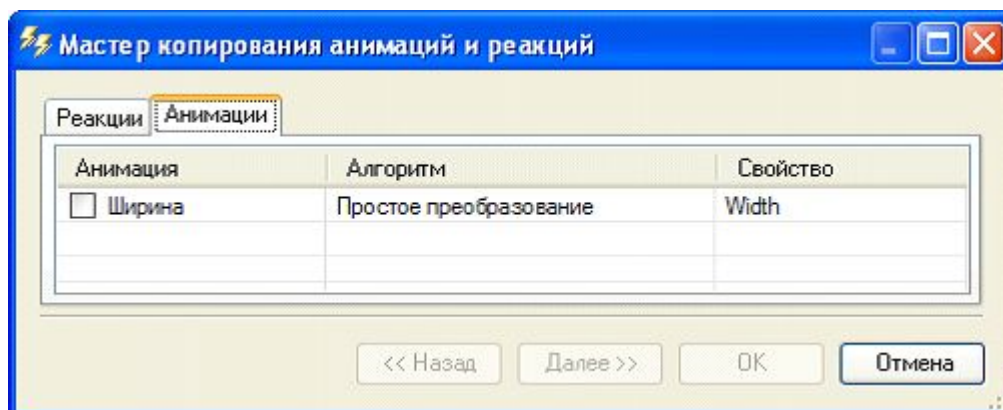 Мастер копирования анимаций и реакций
Реакции Анимации
Анимация Алгоритм Свойство
Ширина Простое преобразование Width
<< Назад Далее >> OK Отмена